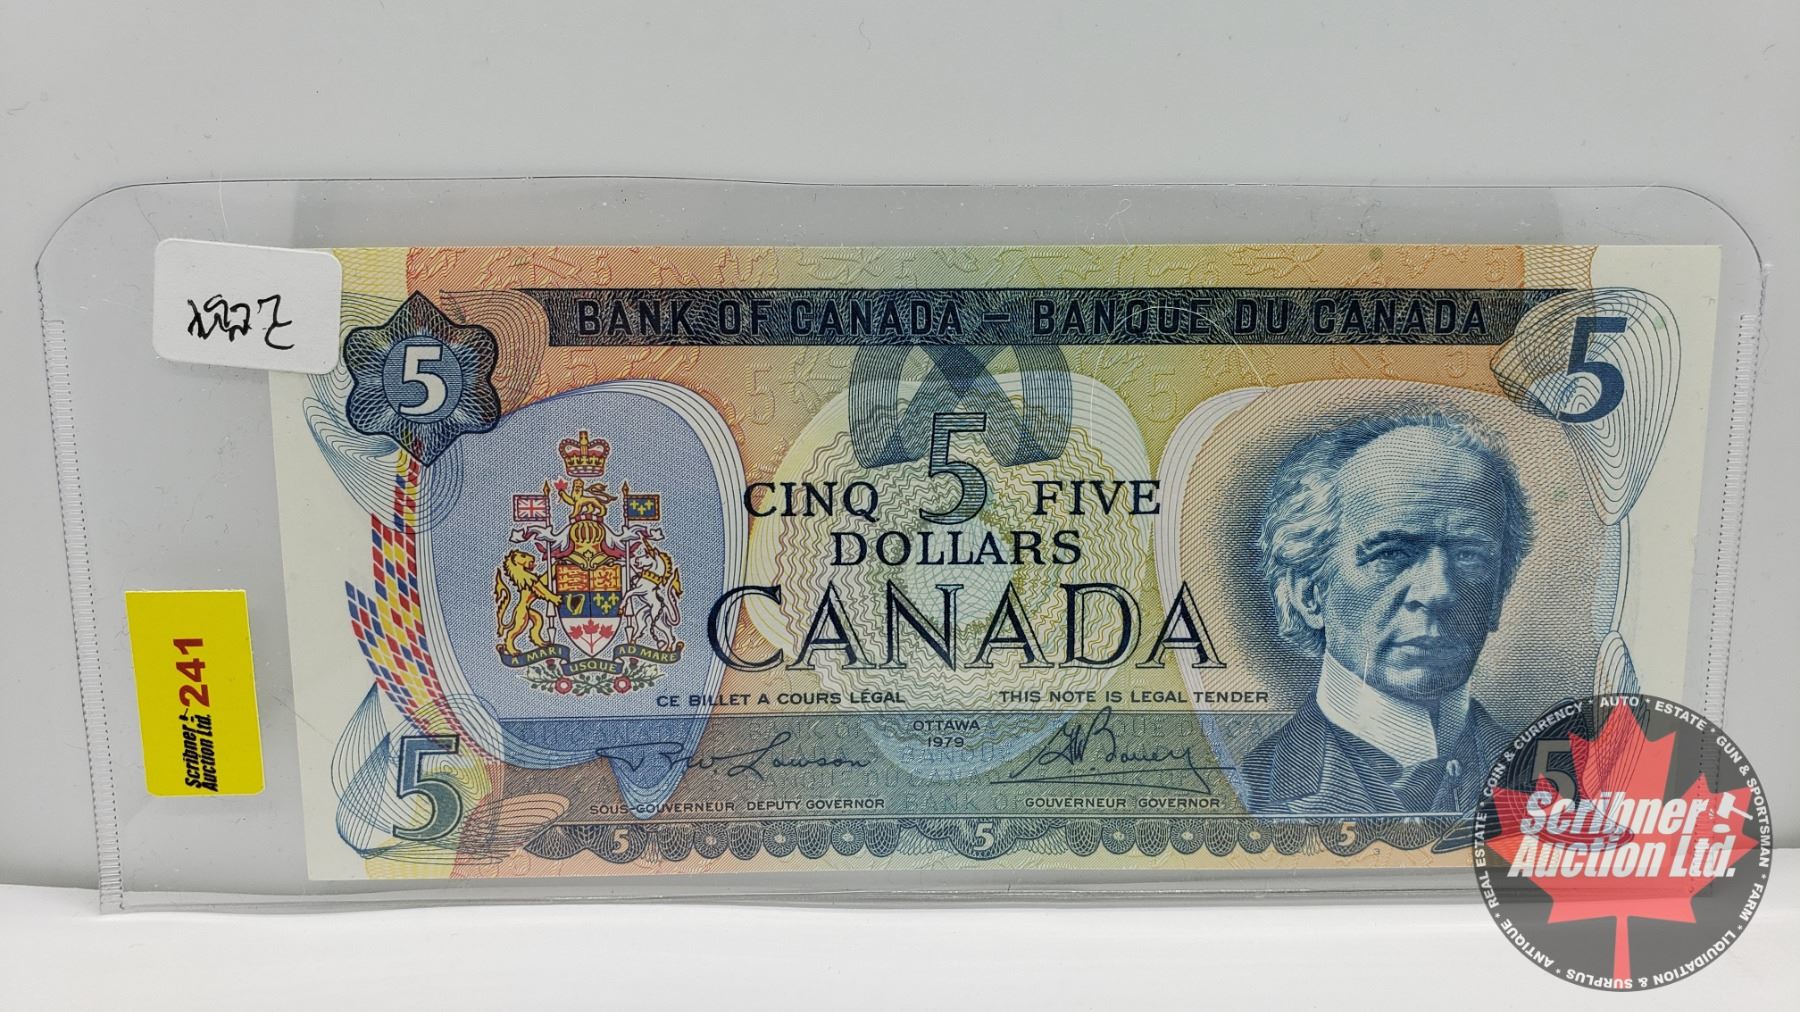 BANK OF CANADA – BANQUE DU CANADA
5
5
CINQ 5 FIVE
DOLLARS
CANADA
A MARI USQUE AD MARE
CE BILLET A COURS LÉGAL THIS NOTE IS LEGAL TENDER
OTTAWA
1979
SOUS-GOUVERNEUR DEPUTY GOVERNOR GOUVERNEUR GOVERNOR
5
5
5 5 5
241
Scribner
Auction Ltd.
Scribner
Auction Ltd.
REAL ESTATE * COIN & CURRENCY * AUTO * ESTATE * GUN & SPORTSMAN * FARM * LIQUIDATION & SURPLUS * ANTIQUE *